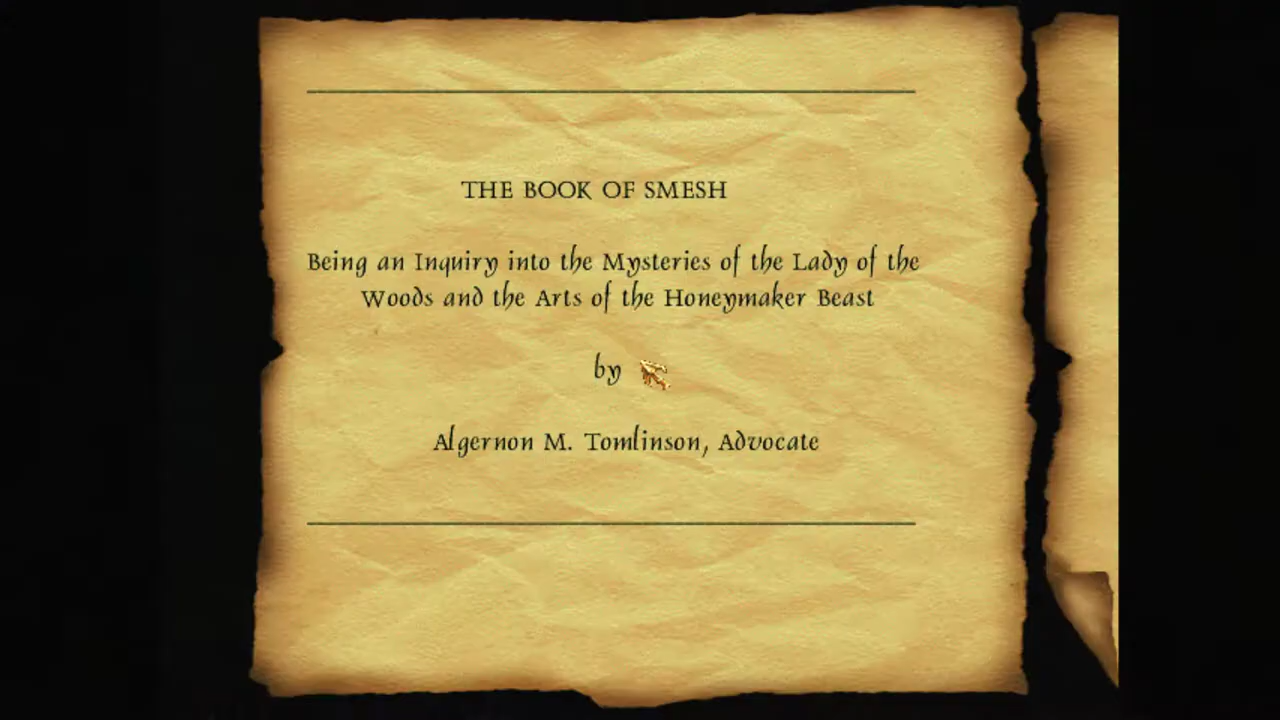 THE BOOK OF SMESH
Being an Inquiry into the Mysteries of the Lady of the
Woods and the Arts of the Honeymaker Beast
by
Algernon M. Tomlinson, Advocate